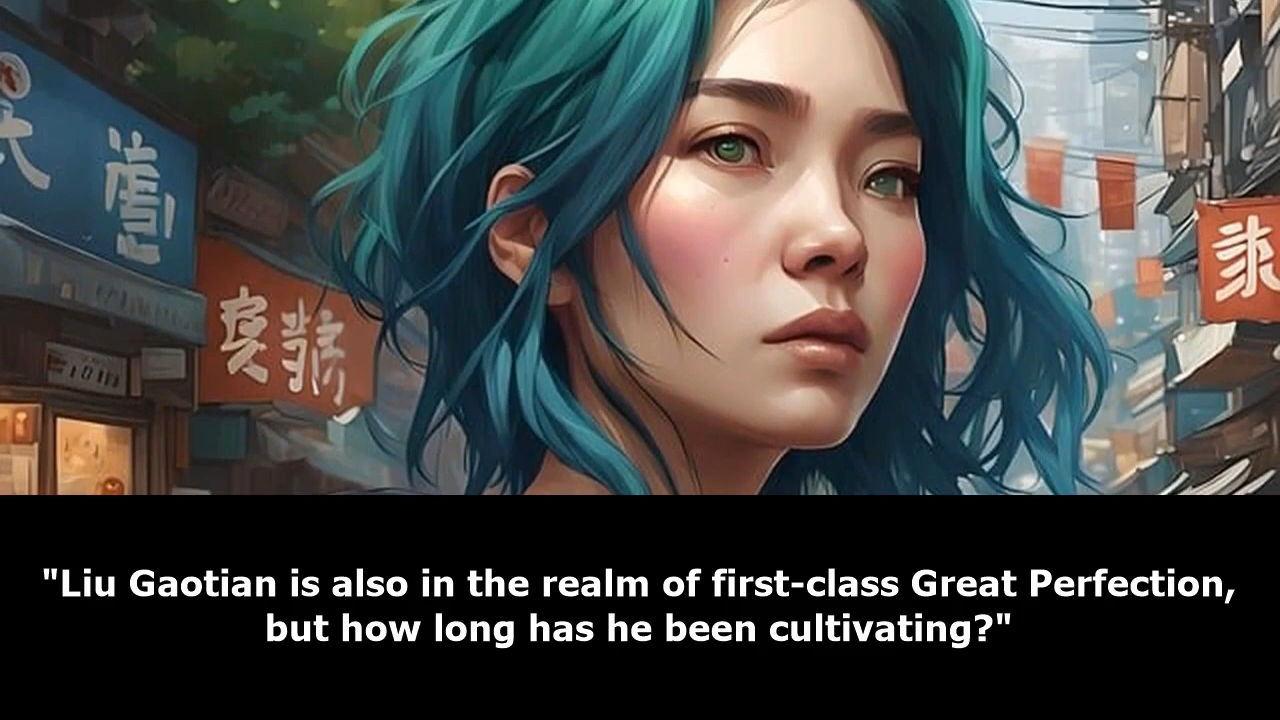 "Liu Gaotian is also in the realm of first-class Great Perfection,
but how long has he been cultivating?"